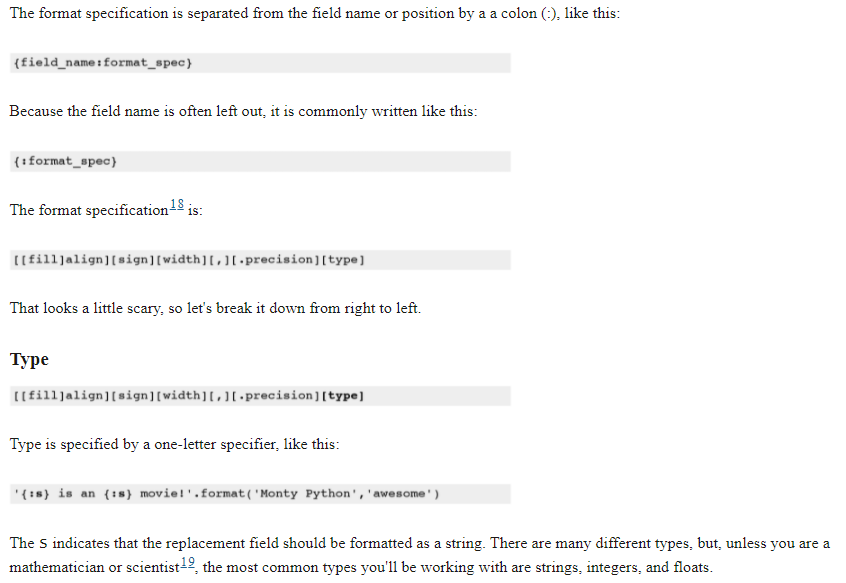 The format specification is separated from the field name or position by a a colon (:), like this:
{field_name:format_spec}
Because the field name is often left out, it is commonly written like this:
{:format_spec}
The format specification18 is:
[[fill]align][sign][width][,][.precision][type]
That looks a little scary, so let's break it down from right to left.
Type
[[fill]align][sign][width][,][.precision][type]
Type is specified by a one-letter specifier, like this:
'{:s} is an {:s} movie!'.format('Monty Python','awesome')
The s indicates that the replacement field should be formatted as a string. There are many different types, but, unless you are a
mathematician or scientist19, the most common types you'll be working with are strings, integers, and floats.